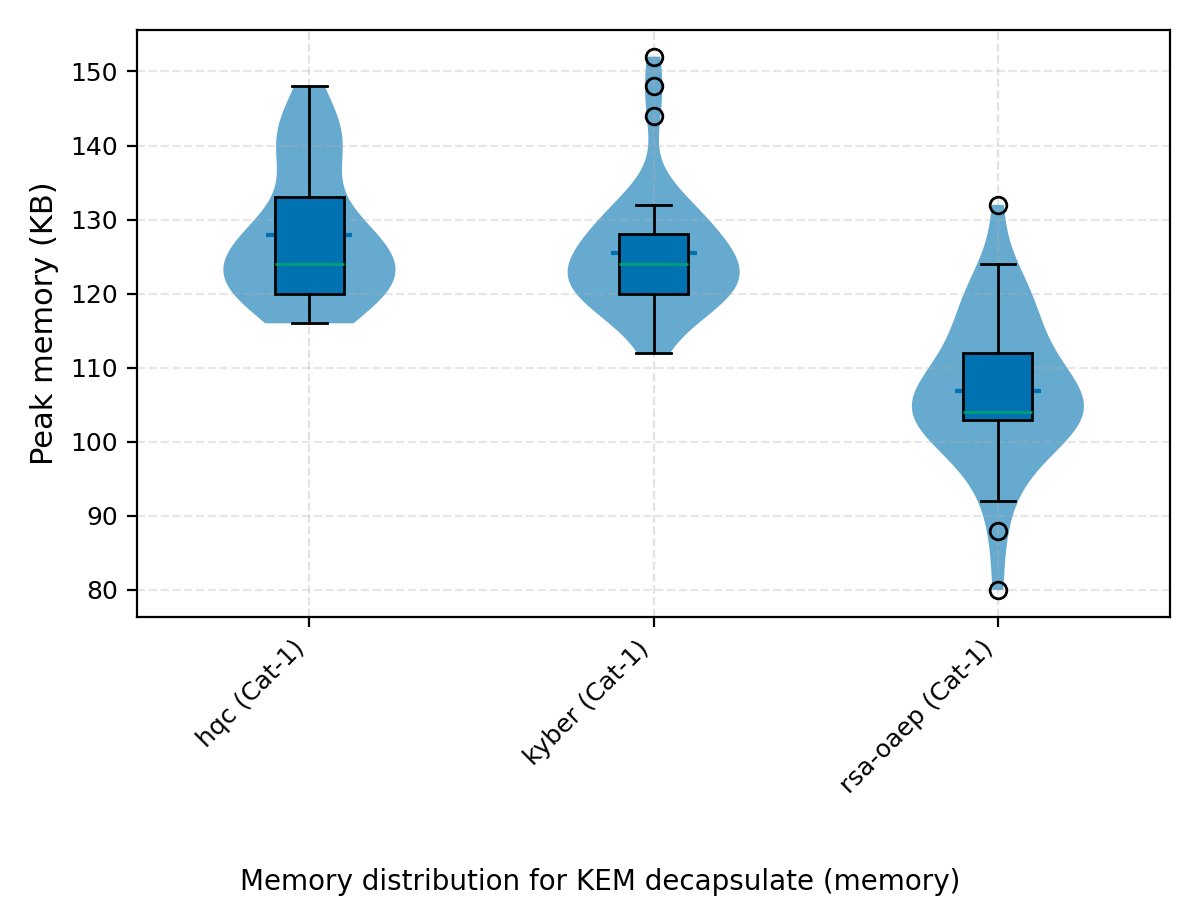 Peak memory (KB)
150
140
130
120
110
100
90
80
hqc (Cat-1)
kyber (Cat-1)
rsa-oaep (Cat-1)
Memory distribution for KEM decapsulate (memory)